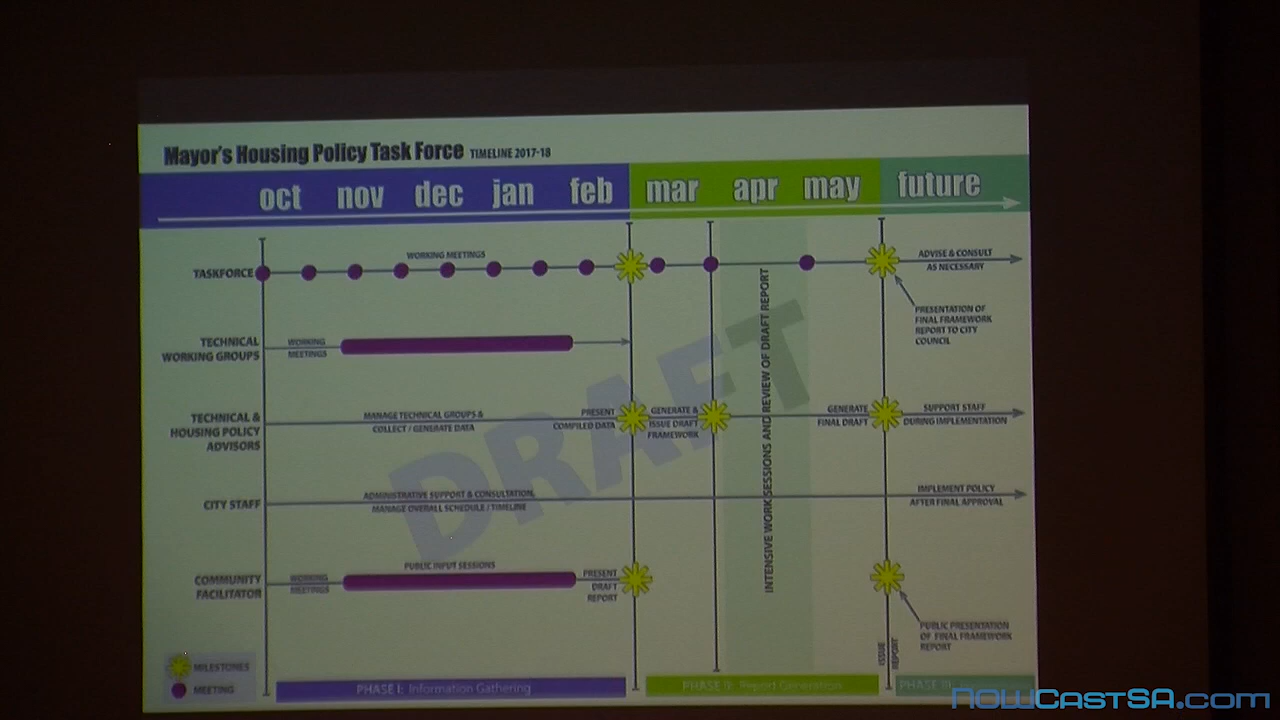 Mayor's Housing Policy Task Force TIMELINE 2017-18
oct nov dec jan feb mar apr may future
WORKING MEETINGS
TASKFORCE
ADVISE & CONSULT
AS NECESSARY
PRESENTATION OF
FINAL FRAMEWORK
REPORT TO CITY
COUNCIL
TECHNICAL
WORKING GROUPS
WORKING
MEETINGS
TECHNICAL &
HOUSING POLICY
ADVISORS
MANAGE TECHNICAL GROUPS &
COLLECT / GENERATE DATA
PRESENT
COMPILED DATA
GENERATE &
ISSUE DRAFT
FRAMEWORK
INTENSIVE WORK SESSIONS AND REVIEW OF DRAFT REPORT
GENERATE
FINAL DRAFT
SUPPORT STAFF
DURING IMPLEMENTATION
DRAFT
CITY STAFF
ADMINISTRATIVE SUPPORT & CONSULTATION,
MANAGE OVERALL SCHEDULE / TIMELINE
IMPLEMENT POLICY
AFTER FINAL APPROVAL
COMMUNITY
FACILITATOR
WORKING
MEETINGS
PUBLIC INPUT SESSIONS
PRESENT
DRAFT
REPORT
PUBLIC PRESENTATION
OF FINAL FRAMEWORK
REPORT
ISSUE
REPORT
MILESTONES
MEETING
PHASE I: Information Gathering
PHASE II: Report Generation
PHASE III:
NOWCASTSA.com